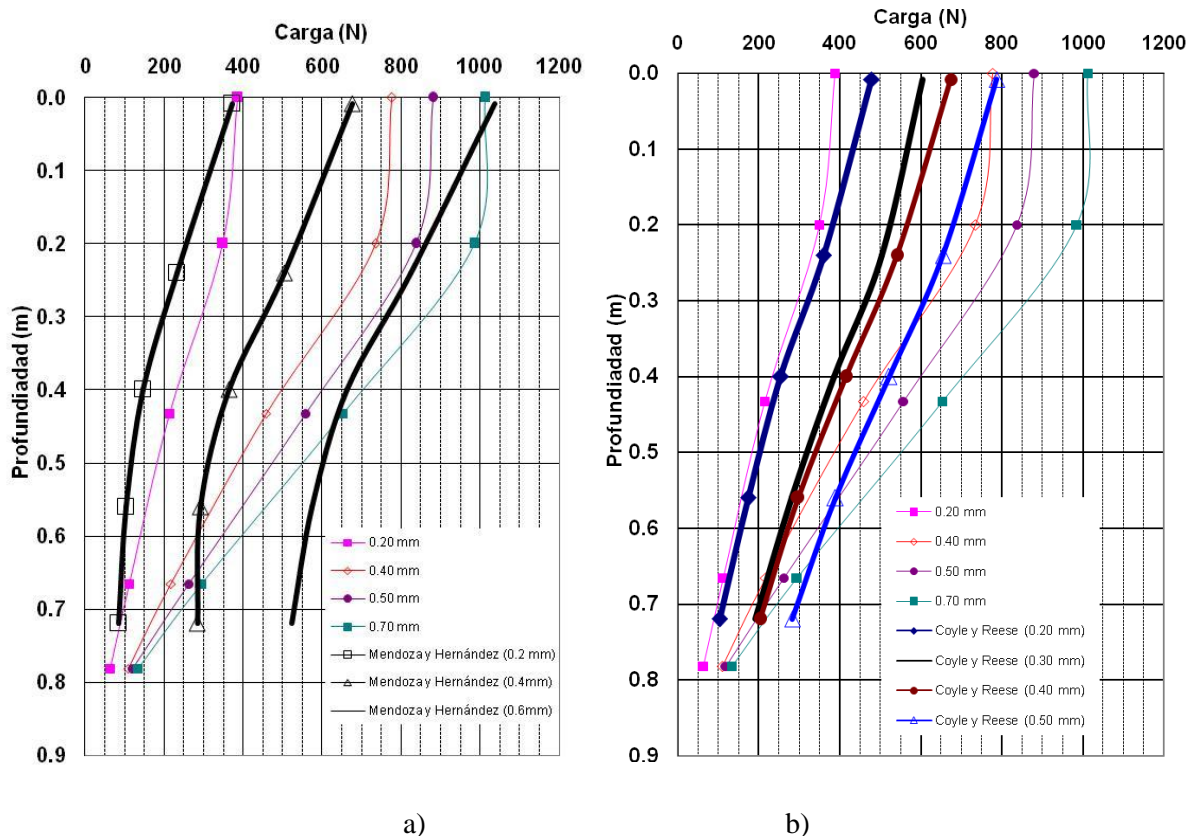 Carga (N)
0 200 400 600 800 1000 1200
Profundiadad (m)
0.0
0.1
0.2
0.3
0.4
0.5
0.6
0.7
0.8
0.9
0.20 mm
0.40 mm
0.50 mm
0.70 mm
Mendoza y Hernández (0.2 mm)
Mendoza y Hernández (0.4mm)
Mendoza y Hernández (0.6mm)
a)
Carga (N)
0 200 400 600 800 1000 1200
Profundiadad (m)
0.0
0.1
0.2
0.3
0.4
0.5
0.6
0.7
0.8
0.9
0.20 mm
0.40 mm
0.50 mm
0.70 mm
Coyle y Reese (0.20 mm)
Coyle y Reese (0.30 mm)
Coyle y Reese (0.40 mm)
Coyle y Reese (0.50 mm)
b)